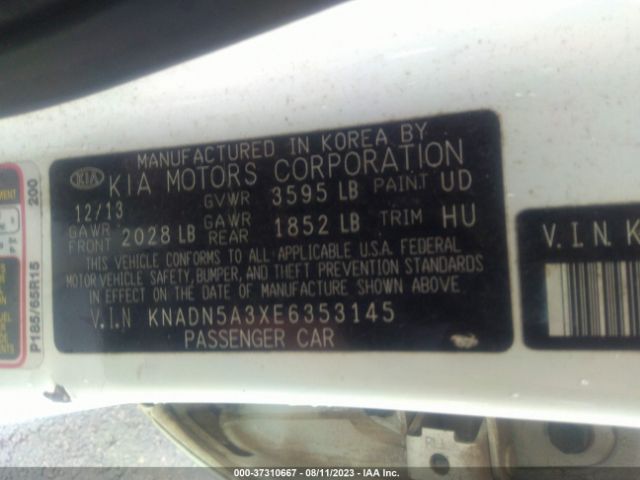 MANUFACTURED IN KOREA BY
KIA KIA MOTORS CORPORATION
12/13 GVWR 3595 LB PAINT UD
GAWR FRONT 2028 LB GAWR REAR 1852 LB TRIM HU
THIS VEHICLE CONFORMS TO ALL APPLICABLE U.S.A. FEDERAL
MOTOR VEHICLE SAFETY, BUMPER, AND THEFT PREVENTION STANDARDS
IN EFFECT ON THE DATE OF MANUFACTURE SHOWN ABOVE.
V.I.N KNADN5A3XE6353145
PASSENGER CAR
V.I.N. K
P185/65R15
200
000-37310667 - 08/11/2023 - IAA Inc.